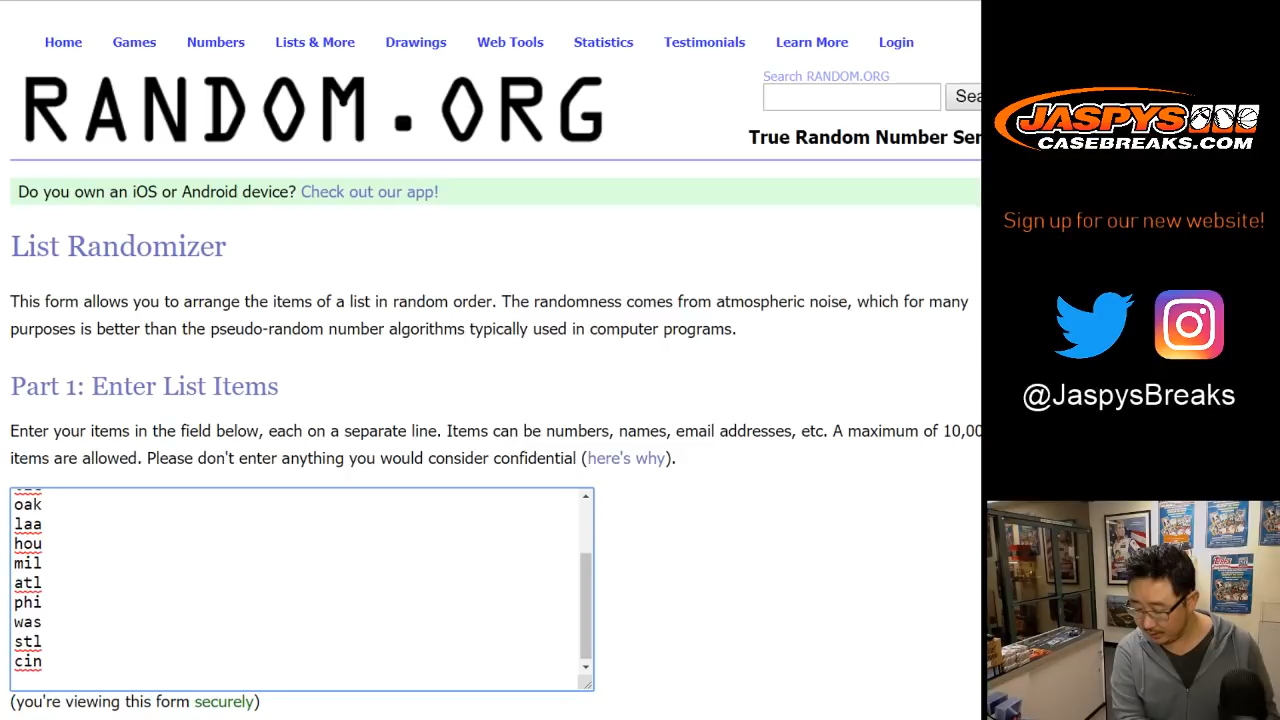 Home Games Numbers Lists & More Drawings Web Tools Statistics Testimonials Learn More Login
RANDOM.ORG
Search RANDOM.ORG
Sea
True Random Number Ser
Do you own an iOS or Android device? Check out our app!
List Randomizer
This form allows you to arrange the items of a list in random order. The randomness comes from atmospheric noise, which for many
purposes is better than the pseudo-random number algorithms typically used in computer programs.
Part 1: Enter List Items
Enter your items in the field below, each on a separate line. Items can be numbers, names, email addresses, etc. A maximum of 10,00
items are allowed. Please don't enter anything you would consider confidential (here's why).
oak
laa
hou
mil
atl
phi
was
stl
cin
(you're viewing this form securely)
JASPYS
CASEBREAKS.COM
Sign up for our new website!
@JaspysBreaks